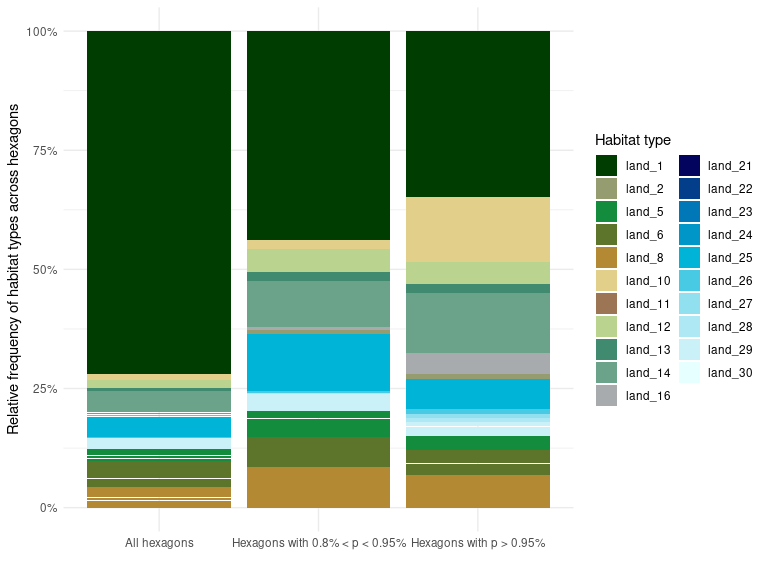 Relative frequency of habitat types across hexagons
100%
75%
50%
25%
0%
All hexagons
Hexagons with 0.8% < p < 0.95%
Hexagons with p > 0.95%
Habitat type
land_1
land_2
land_5
land_6
land_8
land_10
land_11
land_12
land_13
land_14
land_16
land_21
land_22
land_23
land_24
land_25
land_26
land_27
land_28
land_29
land_30